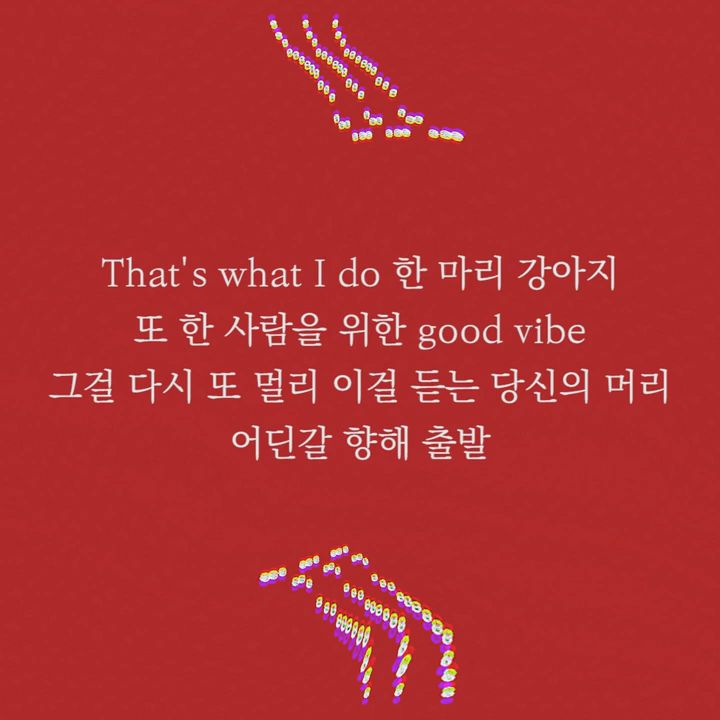 That's what I do 한 마리 강아지
또 한 사람을 위한 good vibe
그걸 다시 또 멀리 이걸 듣는 당신의 머리
어딘갈 향해 출발